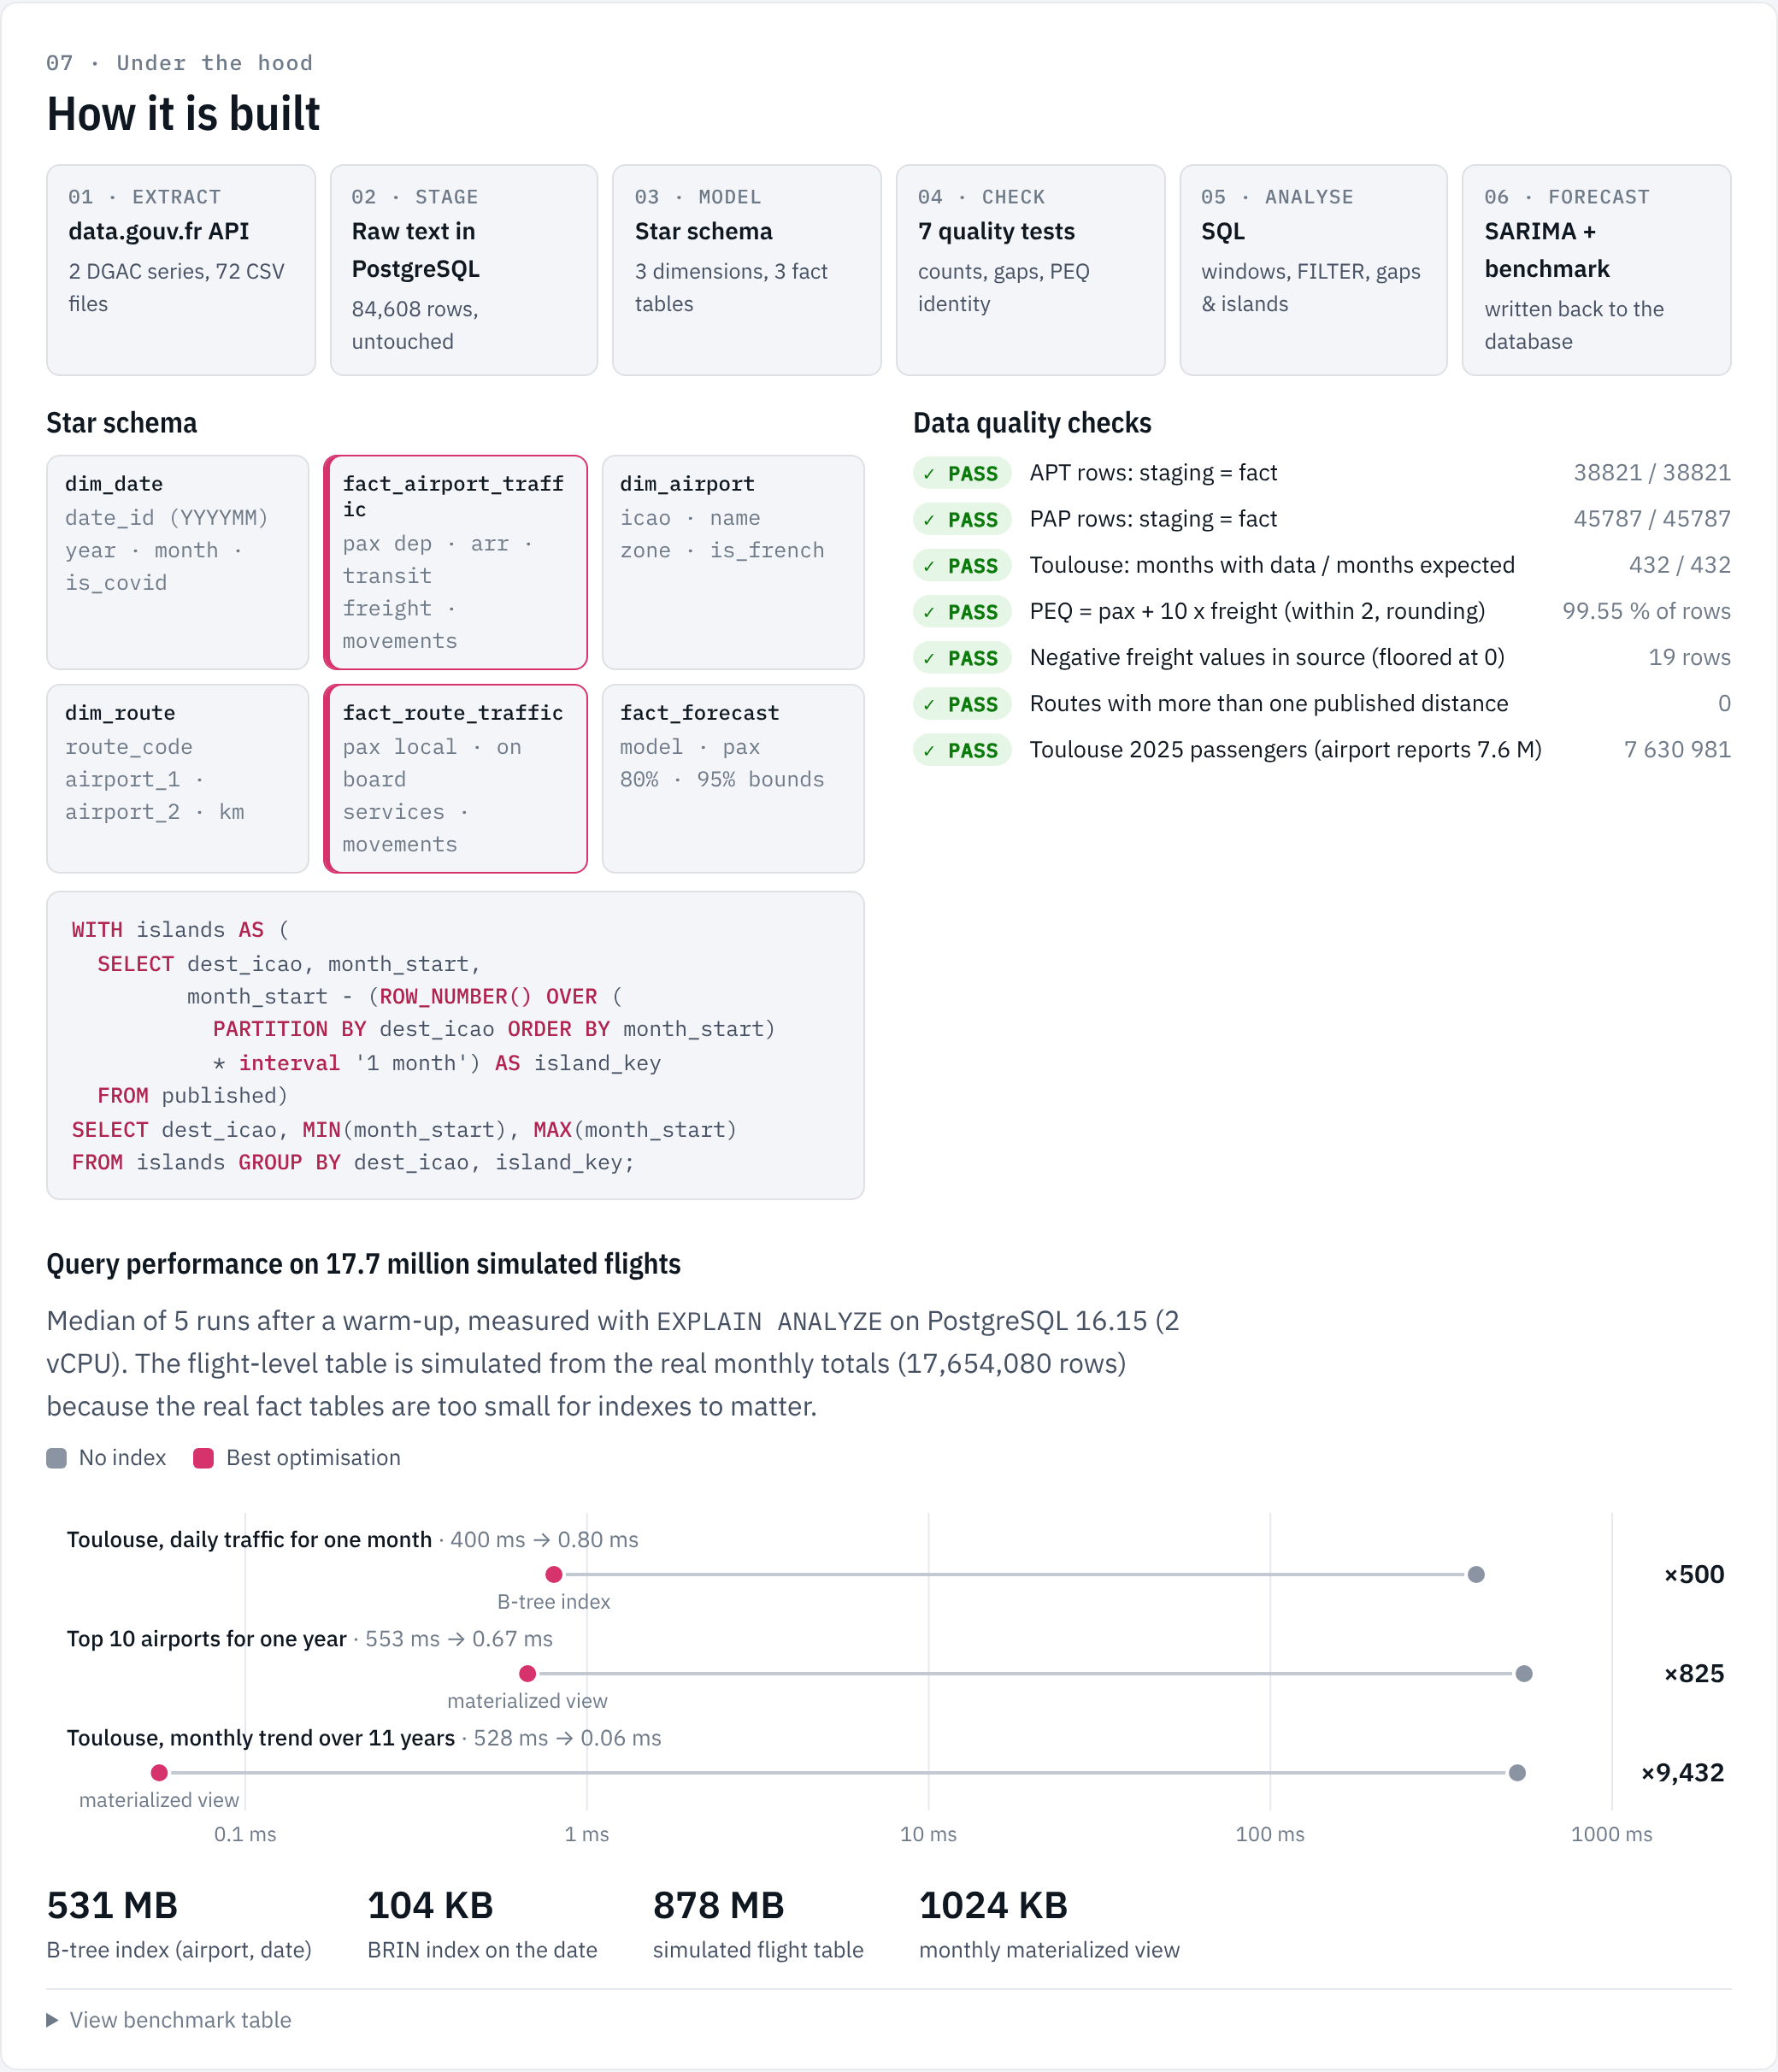 07 · Under the hood
How it is built
01 · EXTRACT
data.gouv.fr API
2 DGAC series, 72 CSV
files
02 · STAGE
Raw text in
PostgreSQL
84,608 rows,
untouched
03 · MODEL
Star schema
3 dimensions, 3 fact
tables
04 · CHECK
7 quality tests
counts, gaps, PEQ
identity
05 · ANALYSE
SQL
windows, FILTER, gaps
& islands
06 · FORECAST
SARIMA +
benchmark
written back to the
database
Star schema
dim_date
date_id (YYYYMM)
year · month ·
is_covid
fact_airport_traff
ic
pax dep · arr ·
transit
freight ·
movements
dim_airport
icao · name
zone · is_french
dim_route
route_code
airport_1 ·
airport_2 · km
fact_route_traffic
pax local · on
board
services ·
movements
fact_forecast
model · pax
80% · 95% bounds
WITH islands AS (
  SELECT dest_icao, month_start,
         month_start - (ROW_NUMBER() OVER (
           PARTITION BY dest_icao ORDER BY month_start)
           * interval '1 month') AS island_key
  FROM published)
SELECT dest_icao, MIN(month_start), MAX(month_start)
FROM islands GROUP BY dest_icao, island_key;
Data quality checks
✓ PASS APT rows: staging = fact 38821 / 38821
✓ PASS PAP rows: staging = fact 45787 / 45787
✓ PASS Toulouse: months with data / months expected 432 / 432
✓ PASS PEQ = pax + 10 x freight (within 2, rounding) 99.55 % of rows
✓ PASS Negative freight values in source (floored at 0) 19 rows
✓ PASS Routes with more than one published distance 0
✓ PASS Toulouse 2025 passengers (airport reports 7.6 M) 7 630 981
Query performance on 17.7 million simulated flights
Median of 5 runs after a warm-up, measured with EXPLAIN ANALYZE on PostgreSQL 16.15 (2
vCPU). The flight-level table is simulated from the real monthly totals (17,654,080 rows)
because the real fact tables are too small for indexes to matter.
No index Best optimisation
Toulouse, daily traffic for one month · 400 ms → 0.80 ms
×500
B-tree index
Top 10 airports for one year · 553 ms → 0.67 ms
×825
materialized view
Toulouse, monthly trend over 11 years · 528 ms → 0.06 ms
×9,432
materialized view
0.1 ms 1 ms 10 ms 100 ms 1000 ms
531 MB
B-tree index (airport, date)
104 KB
BRIN index on the date
878 MB
simulated flight table
1024 KB
monthly materialized view
▶ View benchmark table